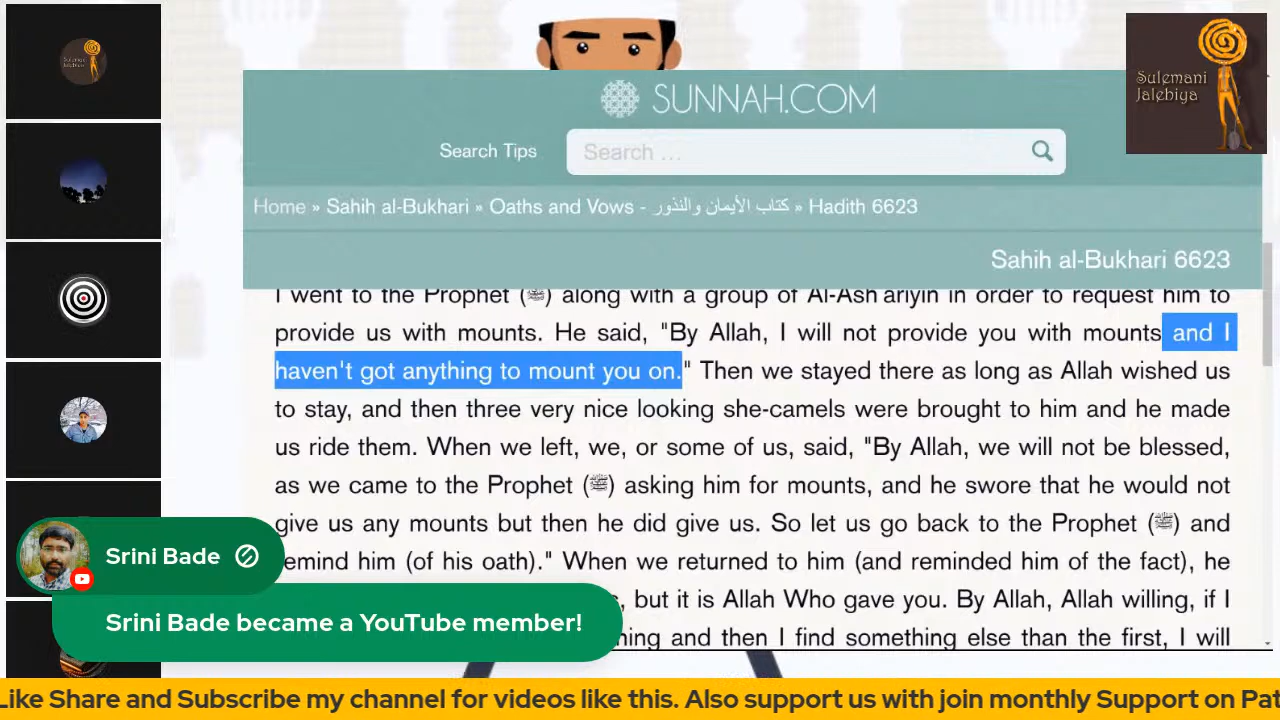 SUNNAH.COM
Sulemani
Jalebiya
Search Tips
Search ...
Home » Sahih al-Bukhari » Oaths and Vows - كتاب الأيمان والنذور » Hadith 6623
Sahih al-Bukhari 6623
I went to the Prophet (ﷺ) along with a group of Al-Ash'ariyin in order to request him to
provide us with mounts. He said, "By Allah, I will not provide you with mounts and I
haven't got anything to mount you on." Then we stayed there as long as Allah wished us
to stay, and then three very nice looking she-camels were brought to him and he made
us ride them. When we left, we, or some of us, said, "By Allah, we will not be blessed,
as we came to the Prophet (ﷺ) asking him for mounts, and he swore that he would not
give us any mounts but then he did give us. So let us go back to the Prophet (ﷺ) and
remind him (of his oath)." When we returned to him (and reminded him of the fact), he
, but it is Allah Who gave you. By Allah, Allah willing, if I
and then I find something else than the first, I will
Srini Bade
Srini Bade became a YouTube member!
Like Share and Subscribe my channel for videos like this. Also support us with join monthly Support on Pat